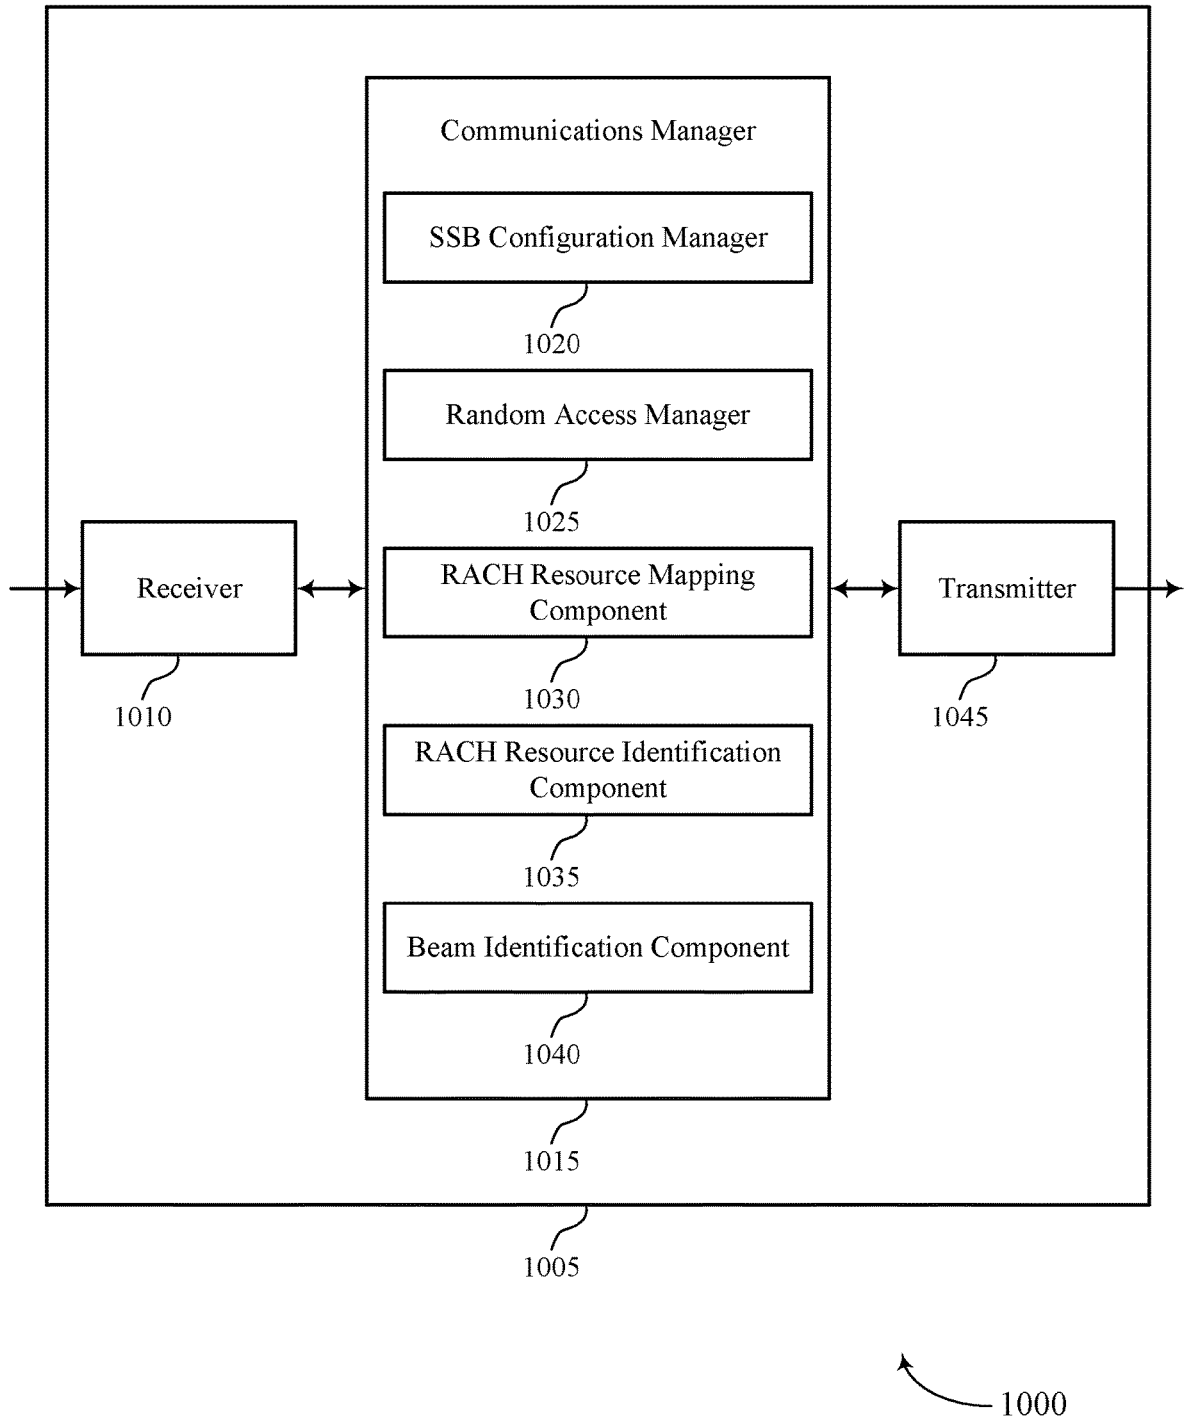 Communications Manager
SSB Configuration Manager
1020
Random Access Manager
1025
RACH Resource Mapping
Component
1030
RACH Resource Identification
Component
1035
Beam Identification Component
1040
1015
Receiver
1010
Transmitter
1045
1005
1000